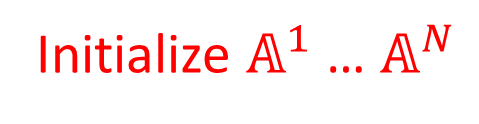 Initialize 𝔸¹ … 𝔸ᴺ